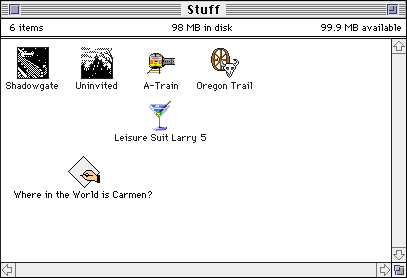 Stuff
6 items 98 MB in disk 99.9 MB available
Shadowgate Uninvited A-Train Oregon Trail
Leisure Suit Larry 5
Where in the World is Carmen?